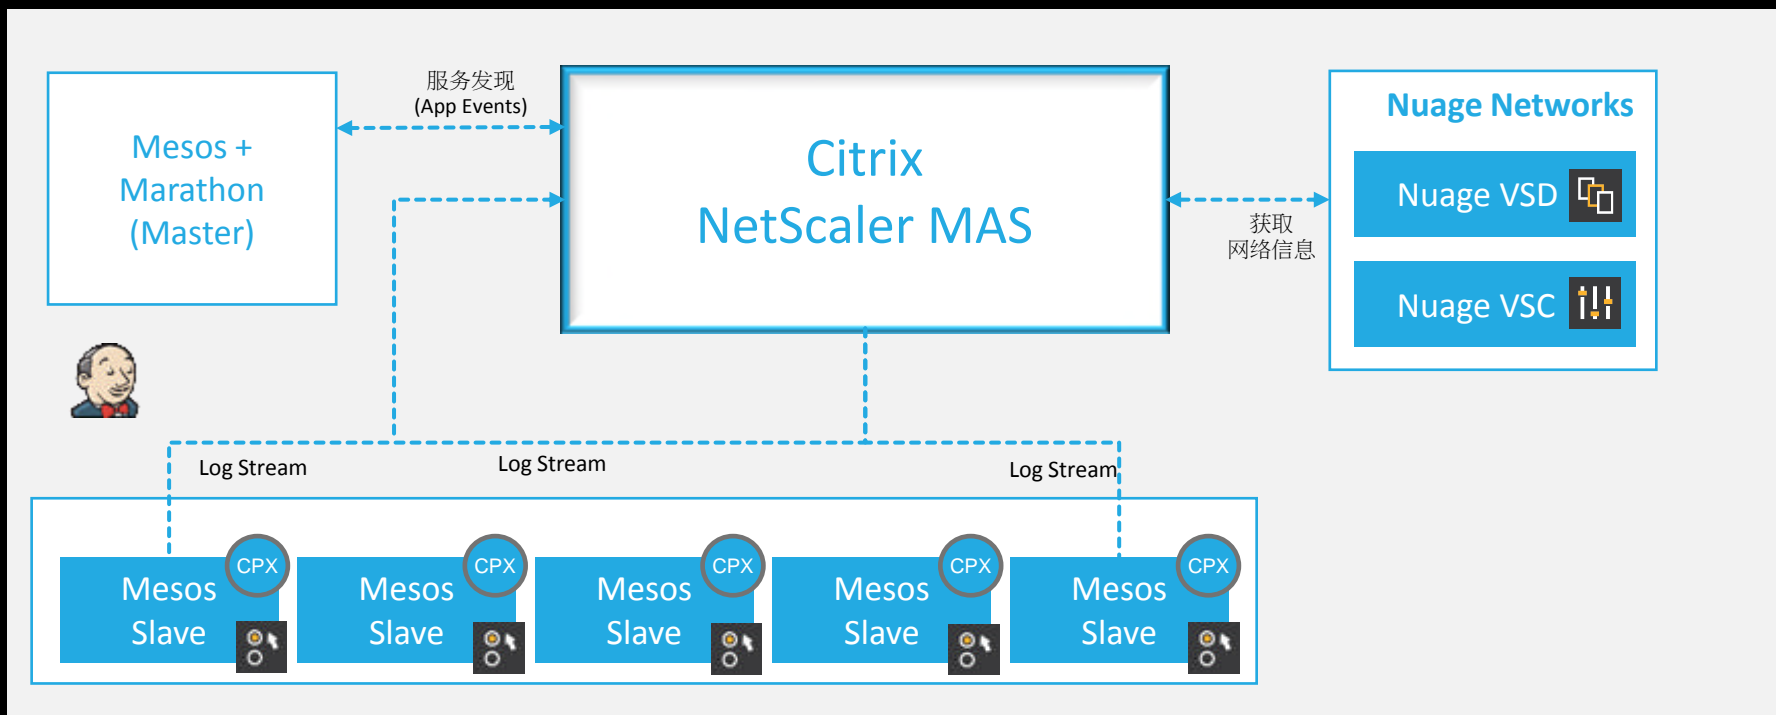 服务发现
(App Events)
Mesos +
Marathon
(Master)
Citrix
NetScaler MAS
获取
网络信息
Nuage Networks
Nuage VSD
Nuage VSC
Log Stream
Log Stream
Log Stream
CPX
Mesos
Slave
CPX
Mesos
Slave
CPX
Mesos
Slave
CPX
Mesos
Slave
CPX
Mesos
Slave